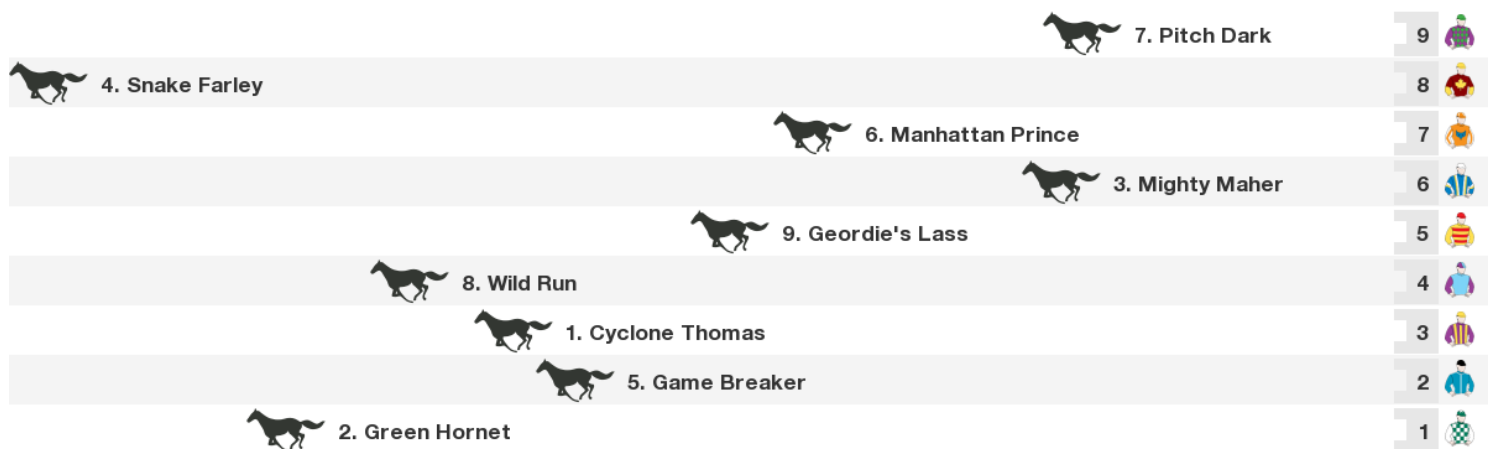 7. Pitch Dark 9
4. Snake Farley 8
6. Manhattan Prince 7
3. Mighty Maher 6
9. Geordie's Lass 5
8. Wild Run 4
1. Cyclone Thomas 3
5. Game Breaker 2
2. Green Hornet 1